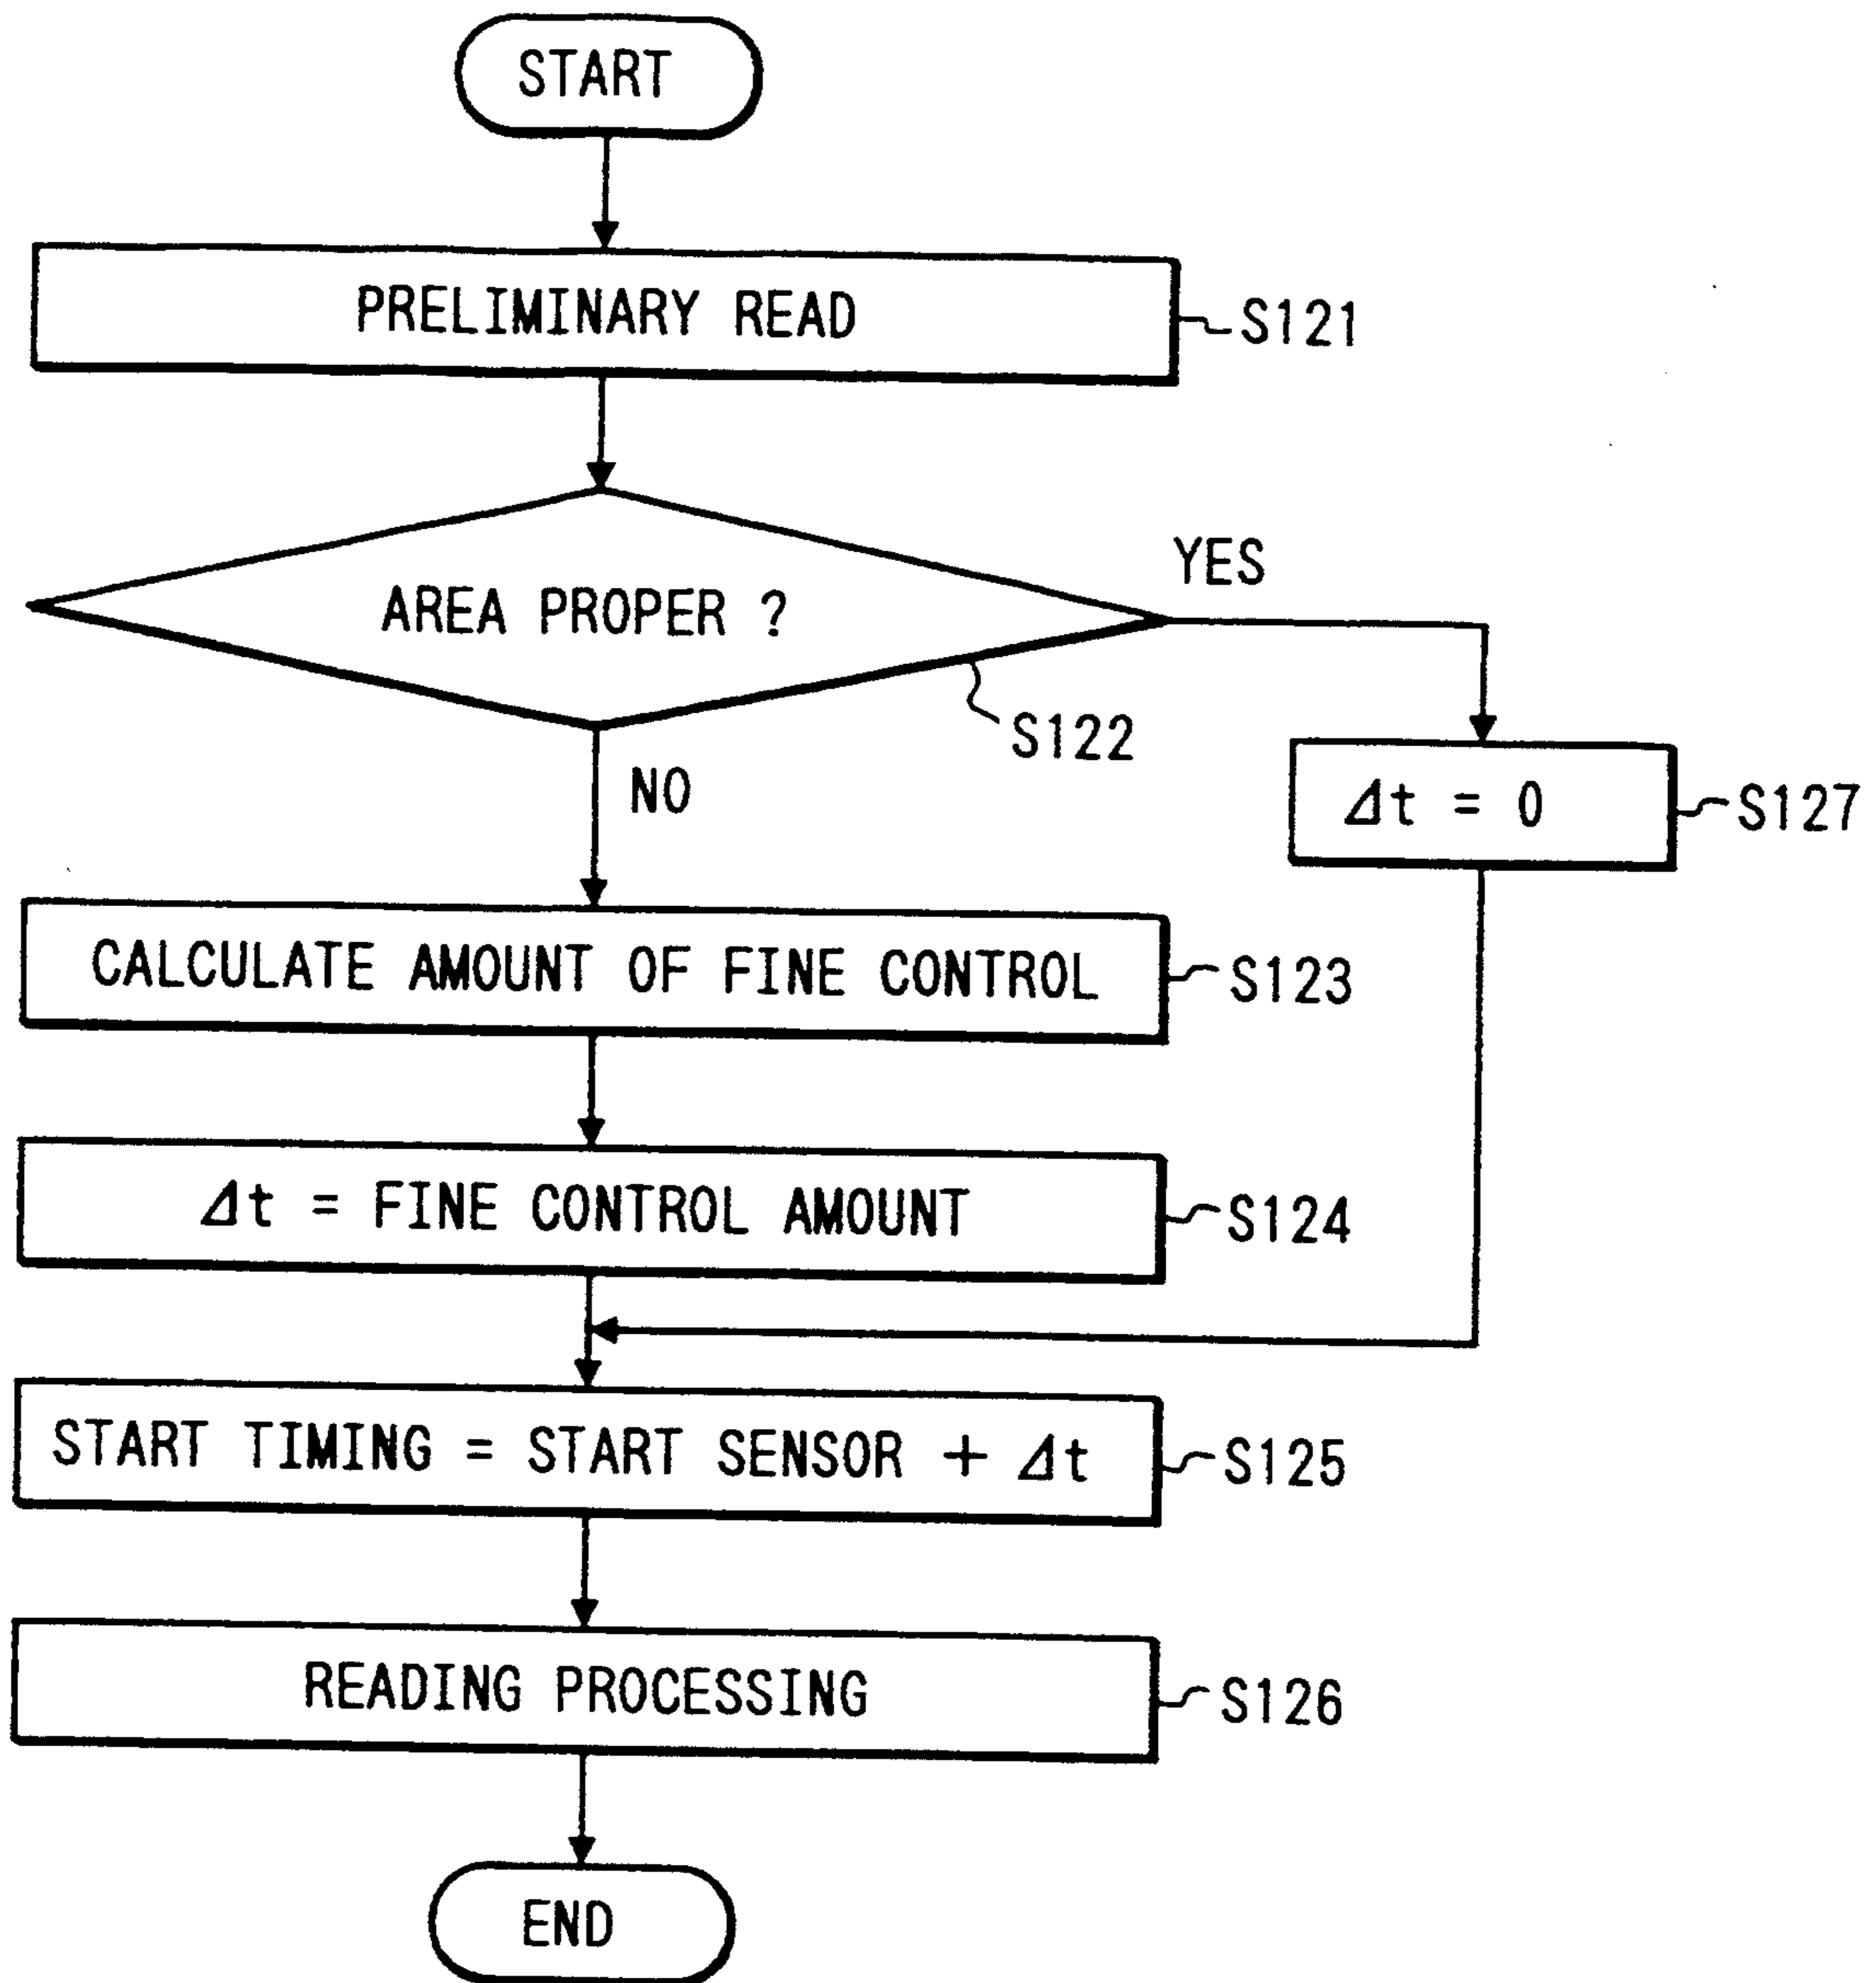 START
PRELIMINARY READ
S121
AREA PROPER ?
YES
S122
NO
Δt = 0
S127
CALCULATE AMOUNT OF FINE CONTROL
S123
Δt = FINE CONTROL AMOUNT
S124
START TIMING = START SENSOR + Δt
S125
READING PROCESSING
S126
END